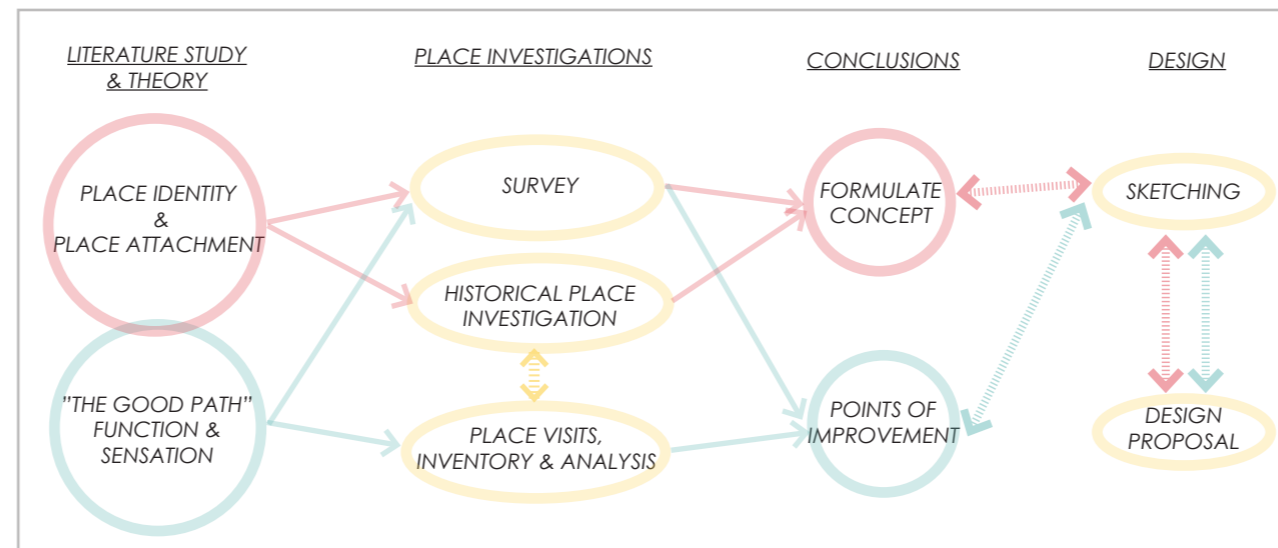 LITERATURE STUDY
& THEORY
PLACE IDENTITY
&
PLACE ATTACHMENT
”THE GOOD PATH”
FUNCTION &
SENSATION
PLACE INVESTIGATIONS
SURVEY
HISTORICAL PLACE
INVESTIGATION
PLACE VISITS,
INVENTORY & ANALYSIS
CONCLUSIONS
FORMULATE
CONCEPT
POINTS OF
IMPROVEMENT
DESIGN
SKETCHING
DESIGN
PROPOSAL